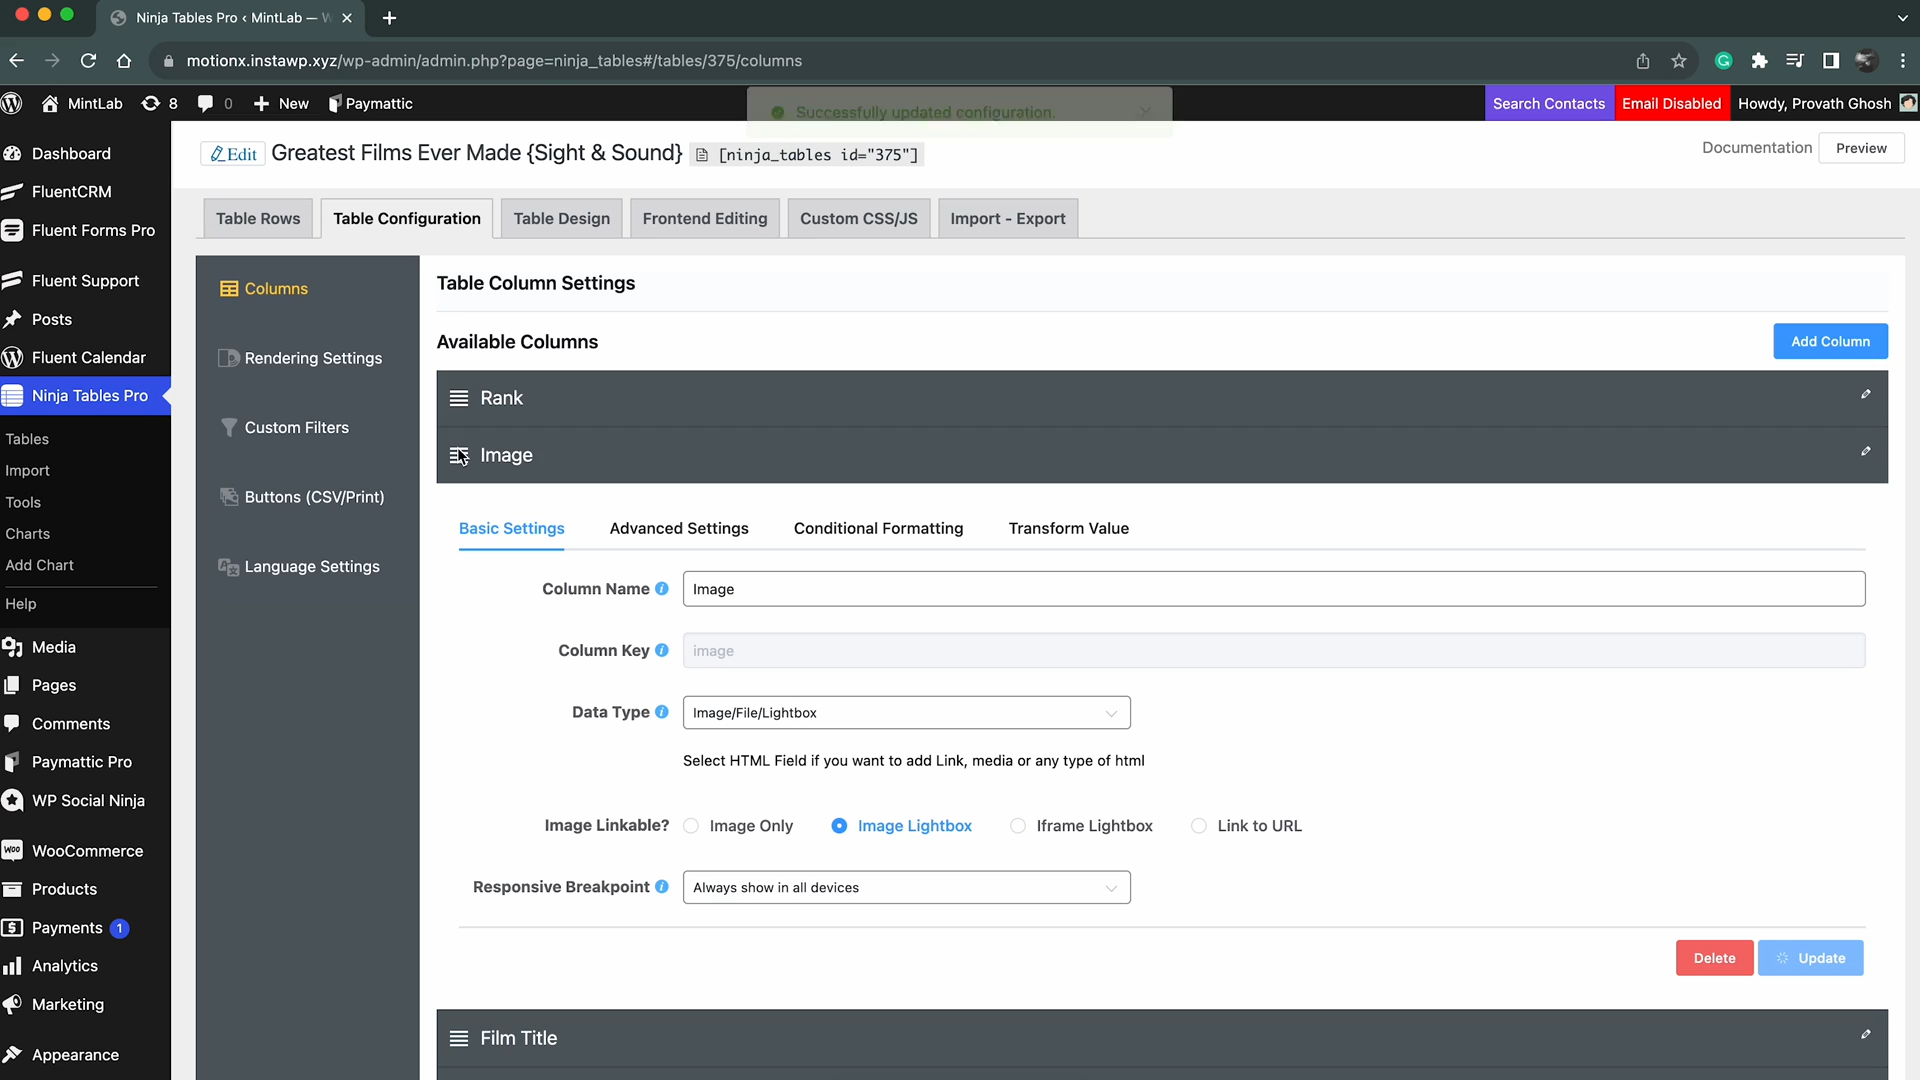 Ninja Tables Pro ‹ MintLab — W
motionx.instawp.xyz/wp-admin/admin.php?page=ninja_tables#/tables/375/columns
MintLab
8
0
New
Paymattic
Successfully updated configuration.
Search Contacts
Email Disabled
Howdy, Provath Ghosh
Dashboard
FluentCRM
Fluent Forms Pro
Fluent Support
Posts
Fluent Calendar
Ninja Tables Pro
Tables
Import
Tools
Charts
Add Chart
Help
Media
Pages
Comments
Paymattic Pro
WP Social Ninja
WooCommerce
Products
Payments 1
Analytics
Marketing
Appearance
Edit Greatest Films Ever Made {Sight & Sound} [ninja_tables id="375"]
Documentation
Preview
Table Rows
Table Configuration
Table Design
Frontend Editing
Custom CSS/JS
Import - Export
Columns
Rendering Settings
Custom Filters
Buttons (CSV/Print)
Language Settings
Table Column Settings
Available Columns
Add Column
Rank
Image
Basic Settings
Advanced Settings
Conditional Formatting
Transform Value
Column Name
Image
Column Key
image
Data Type
Image/File/Lightbox
Select HTML Field if you want to add Link, media or any type of html
Image Linkable?
Image Only
Image Lightbox
Iframe Lightbox
Link to URL
Responsive Breakpoint
Always show in all devices
Delete
Update
Film Title